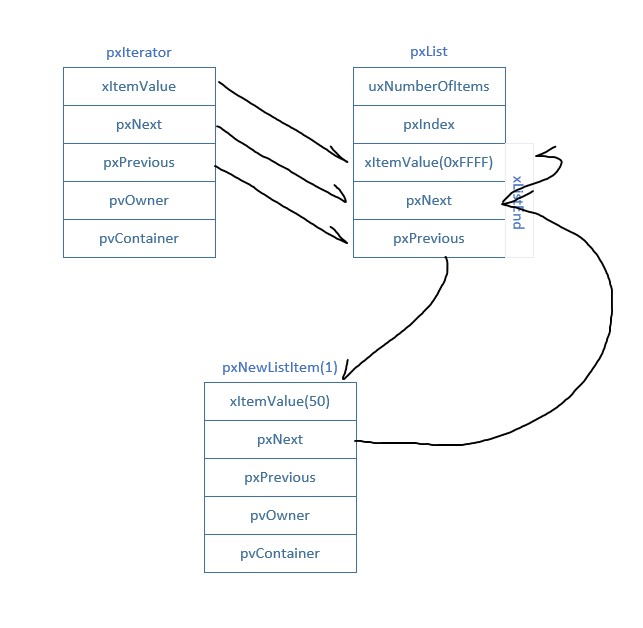 pxIterator
xItemValue
pxNext
pxPrevious
pvOwner
pvContainer
pxList
uxNumberOfItems
pxIndex
xItemValue(0xFFFF)
pxNext
pxPrevious
xListEnd
pxNewListItem(1)
xItemValue(50)
pxNext
pxPrevious
pvOwner
pvContainer